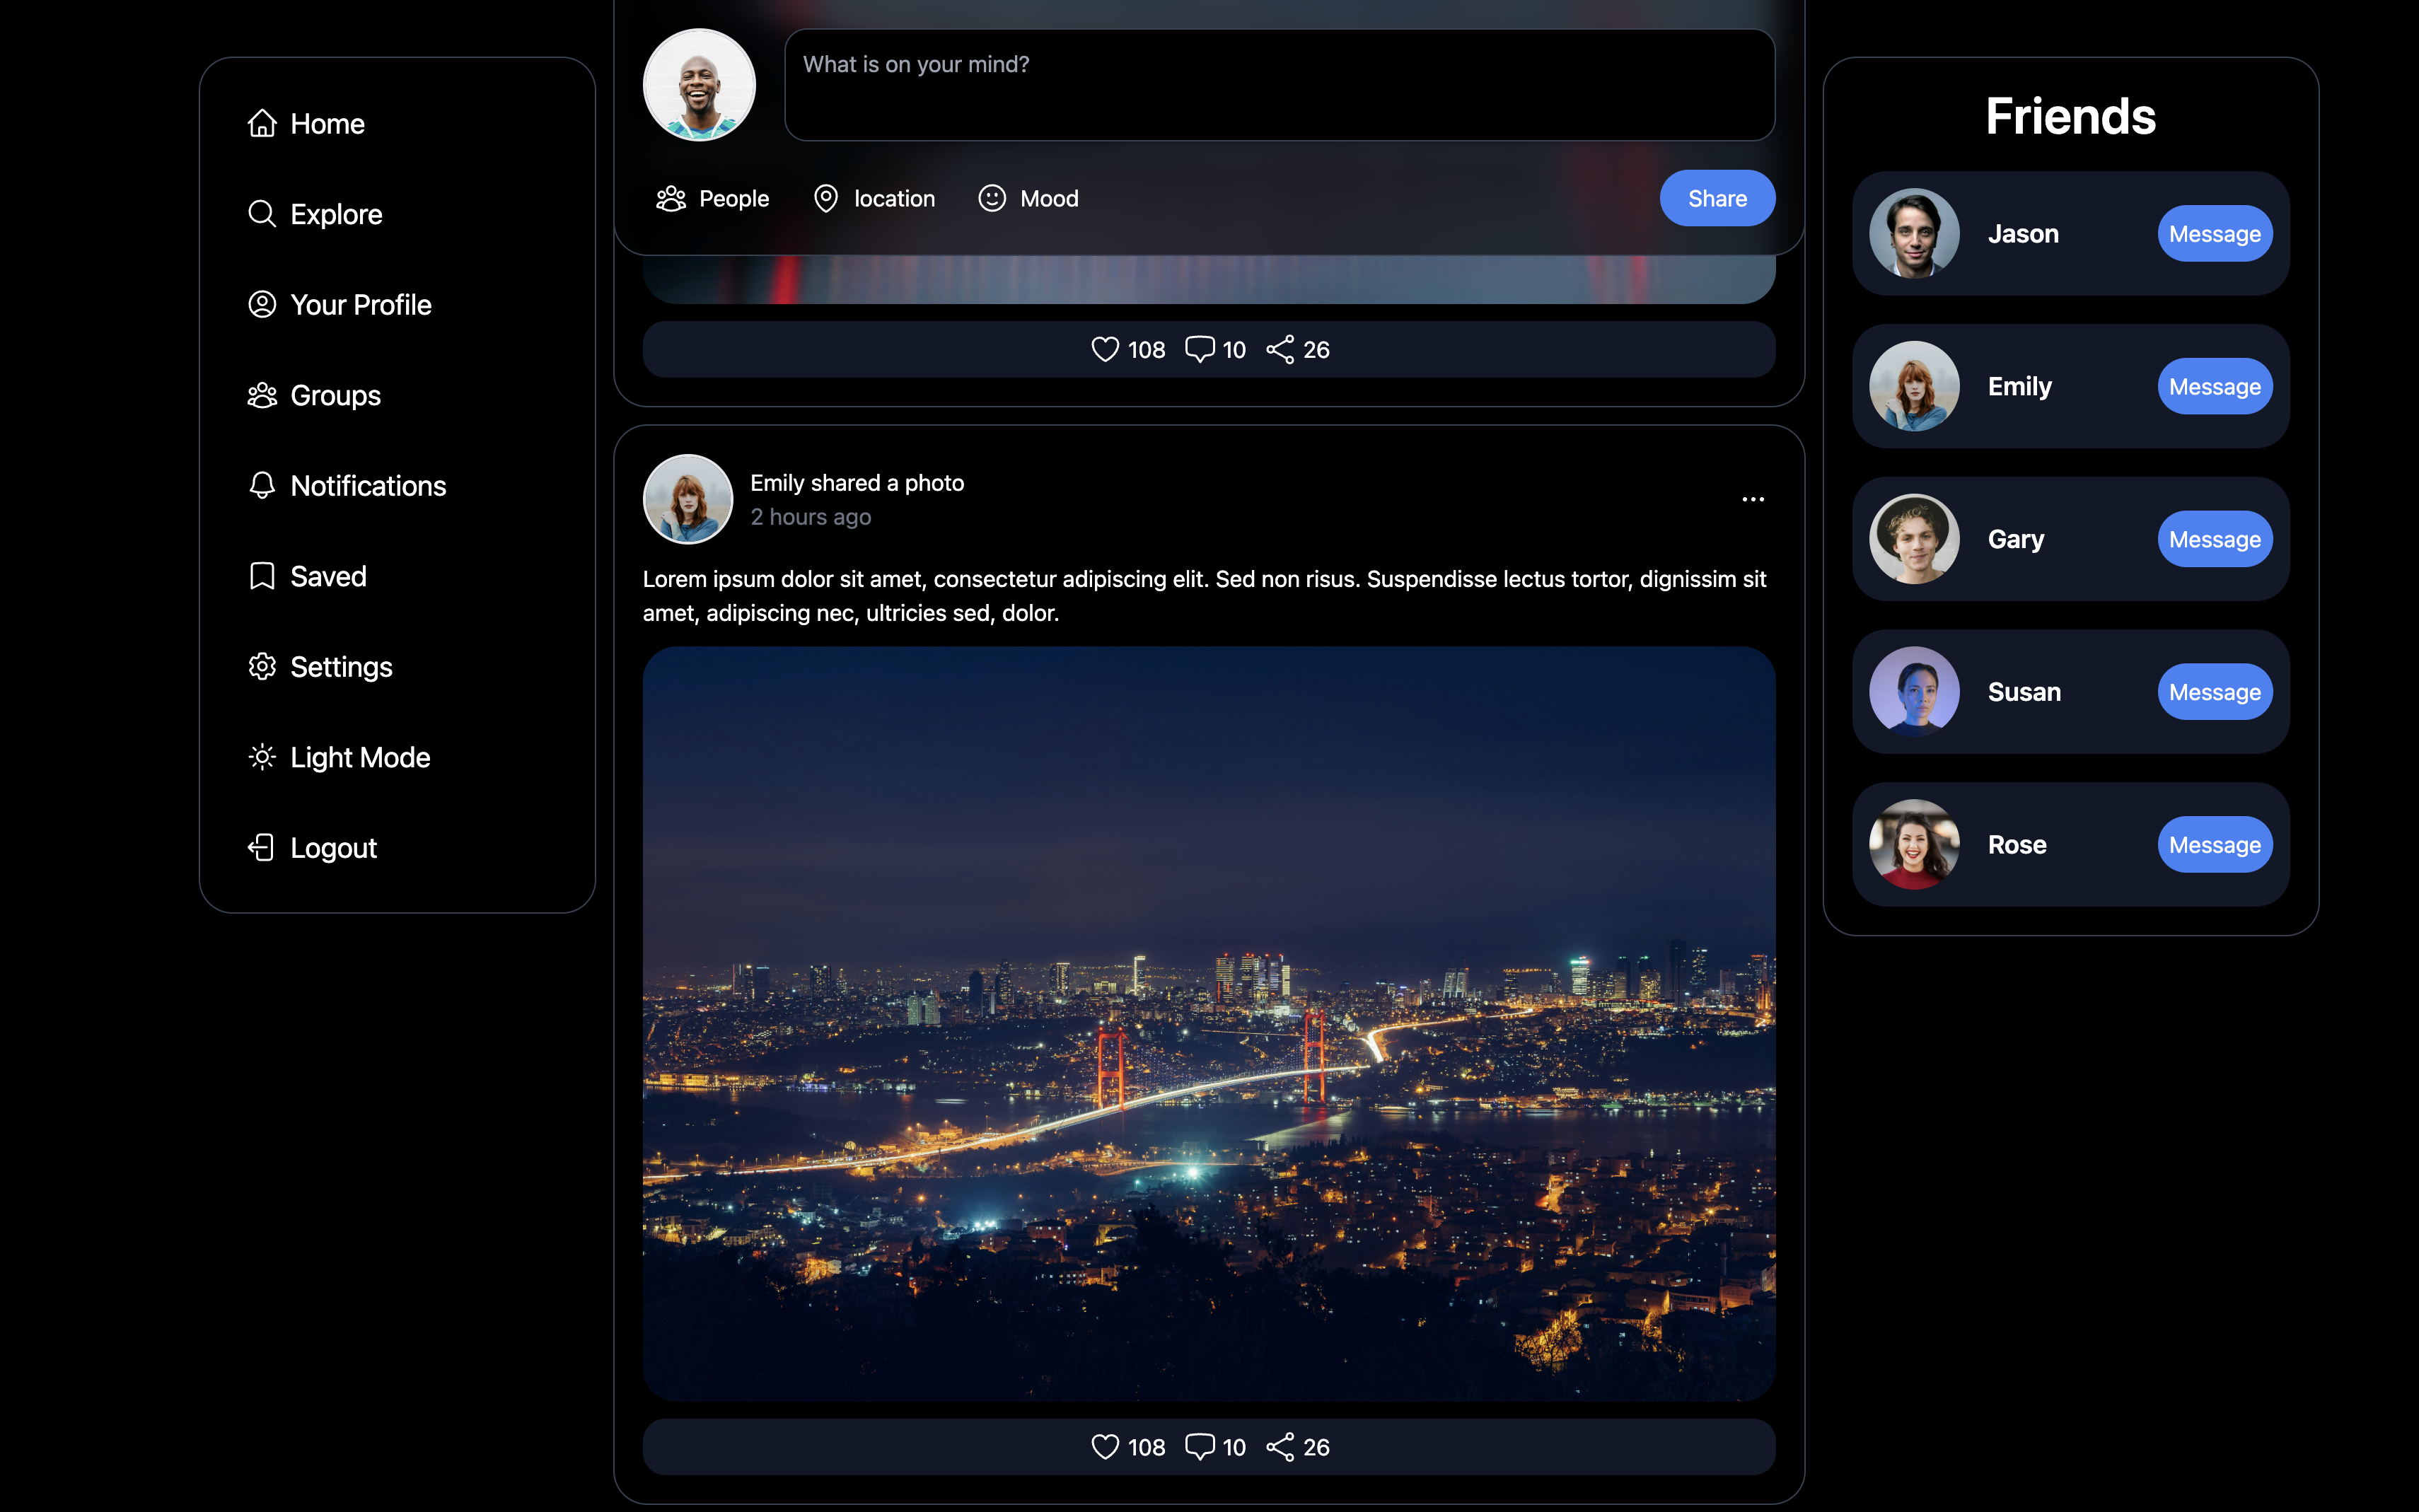 Home
Explore
Your Profile
Groups
Notifications
Saved
Settings
Light Mode
Logout
What is on your mind?
People location Mood Share
108 10 26
Emily shared a photo
2 hours ago
Lorem ipsum dolor sit amet, consectetur adipiscing elit. Sed non risus. Suspendisse lectus tortor, dignissim sit
amet, adipiscing nec, ultricies sed, dolor.
108 10 26
Friends
Jason Message
Emily Message
Gary Message
Susan Message
Rose Message